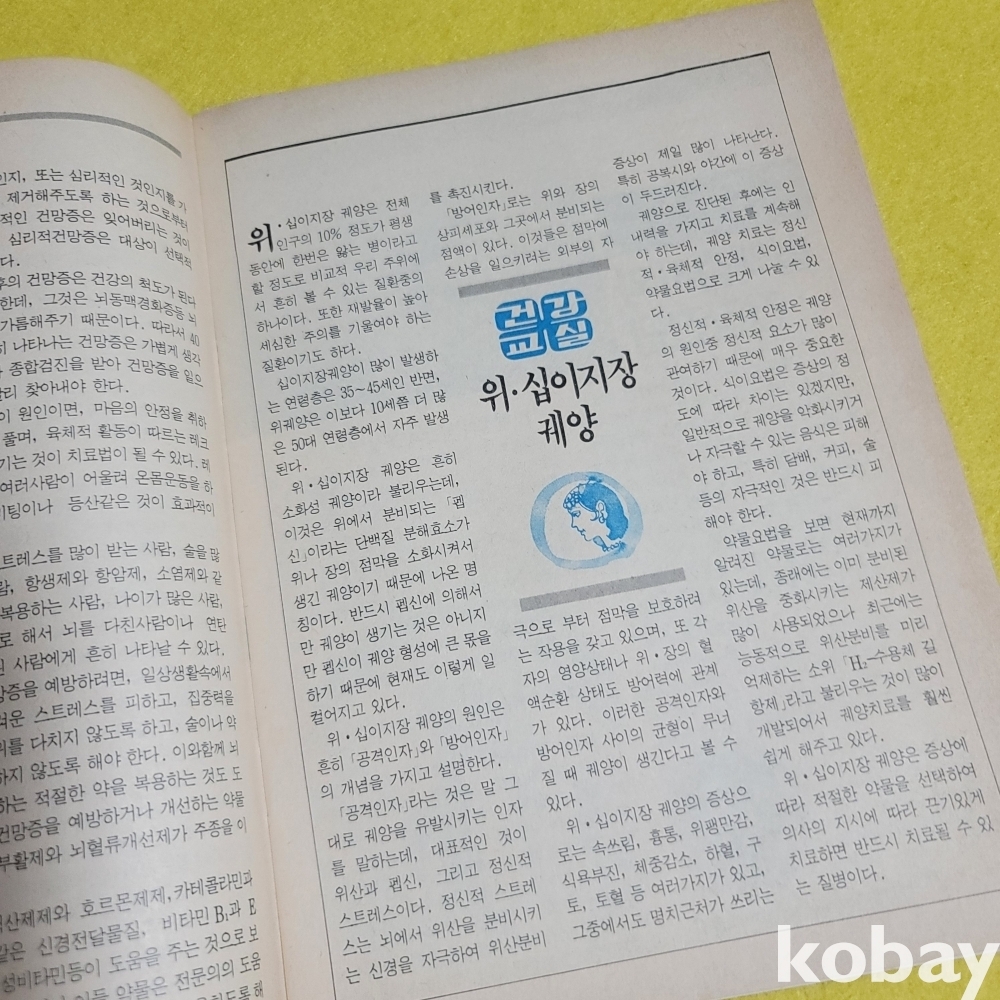 인지, 또는 심리적인 것인지를 가
제거해주도록 하는 것으로부터
적인 건망증은 잊어버리는 것이
심리적건망증은 대상이 선택적
다.
후의 건망증은 건강의 척도가 된다
한데, 그것은 뇌동맥경화증등 뇌
가름해주기 때문이다. 따라서 40
히 나타나는 건망증은 가볍게 생각
종합검진을 받아 건망증을 일으
찾아내야 한다.
이 원인이면, 마음의 안정을 취하
풀며, 육체적 활동이 따르는 레크
기는 것이 치료법이 될 수 있다. 레
여러사람이 어울려 온몸운동을 하
이팅이나 등산같은 것이 효과적이
트레스를 많이 받는 사람, 술을 많
람, 항생제와 항암제, 소염제와 같
복용하는 사람, 나이가 많은 사람,
로 해서 뇌를 다친사람이나 연탄
된 사람에게 흔히 나타날 수 있다.
망증을 예방하려면, 일상생활속에서
스트레스를 피하고, 집중력을
를 다치지 않도록 하고, 술이나 약
하지 않도록 해야 한다. 이와함께 뇌
하는 적절한 약을 복용하는 것도 도
건망증을 예방하거나 개선하는 약물
부활제와 뇌혈류개선제가 주종을 이
산제제와 호르몬제제, 카테콜라민과
같은 신경전달물질, 비타민 B₁과 E
성비타민등이 도움을 주는 것으로 보
약물은 전문의의 도움
위·십이지장 궤양은 전체
인구의 10% 정도가 평생
동안에 한번은 앓는 병이라고
할 정도로 비교적 우리 주위에
서 흔히 볼 수 있는 질환중의
하나이다. 또한 재발율이 높아
세심한 주의를 기울여야 하는
질환이기도 하다.
십이지장궤양이 많이 발생하
는 연령층은 35~45세인 반면,
위궤양은 이보다 10세쯤 더 많
은 50대 연령층에서 자주 발생
된다.
위·십이지장 궤양은 흔히
소화성 궤양이라 불리우는데,
이것은 위에서 분비되는 「펩
신」이라는 단백질 분해효소가
위나 장의 점막을 소화시켜서
생긴 궤양이기 때문에 나온 명
칭이다. 반드시 펩신에 의해서
만 궤양이 생기는 것은 아니지
만 펩신이 궤양 형성에 큰 몫을
하기 때문에 현재도 이렇게 일
컬어지고 있다.
위·십이지장 궤양의 원인은
흔히 「공격인자」와 「방어인자」
의 개념을 가지고 설명한다.
「공격인자」라는 것은 말 그
대로 궤양을 유발시키는 인자
를 말하는데, 대표적인 것이
위산과 펩신, 그리고 정신적
스트레스이다. 정신적 스트레
스는 뇌에서 위산을 분비시키
는 신경을 자극하여 위산분비
를 촉진시킨다.
「방어인자」로는 위와 장의
상피세포와 그곳에서 분비되는
점액이 있다. 이것들은 점막에
손상을 일으키려는 외부의 자
건강
교실
위·십이지장
궤양
극으로 부터 점막을 보호하려
는 작용을 갖고 있으며, 또 각
자의 영양상태나 위·장의 혈
액순환 상태도 방어력에 관계
가 있다. 이러한 공격인자와
방어인자 사이의 균형이 무너
질 때 궤양이 생긴다고 볼 수
있다.
위·십이지장 궤양의 증상으
로는 속쓰림, 흉통, 위팽만감,
식욕부진, 체중감소, 하혈, 구
토, 토혈 등 여러가지가 있고,
그중에서도 명치근처가 쓰리는
증상이 제일 많이 나타난다.
특히 공복시와 야간에 이 증상
이 두드러진다.
궤양으로 진단된 후에는 인
내력을 가지고 치료를 계속해
야 하는데, 궤양 치료는 정신
적·육체적 안정, 식이요법,
약물요법으로 크게 나눌 수 있
다.
정신적·육체적 안정은 궤양
의 원인중 정신적 요소가 많이
관여하기 때문에 매우 중요한
것이다. 식이요법은 증상의 정
도에 따라 차이는 있겠지만,
일반적으로 궤양을 악화시키거
나 자극할 수 있는 음식은 피해
야 하고, 특히 담배, 커피, 술
등의 자극적인 것은 반드시 피
해야 한다.
약물요법을 보면 현재까지
알려진 약물로는 여러가지가
있는데, 종래에는 이미 분비된
위산을 중화시키는 제산제가
많이 사용되었으나 최근에는
능동적으로 위산분비를 미리
억제하는 소위 「H₂-수용체 길
항제」라고 불리우는 것이 많이
개발되어서 궤양치료를 훨씬
쉽게 해주고 있다.
위·십이지장 궤양은 증상에
따라 적절한 약물을 선택하여
의사의 지시에 따라 끈기있게
치료하면 반드시 치료될 수 있
는 질병이다.
kobay